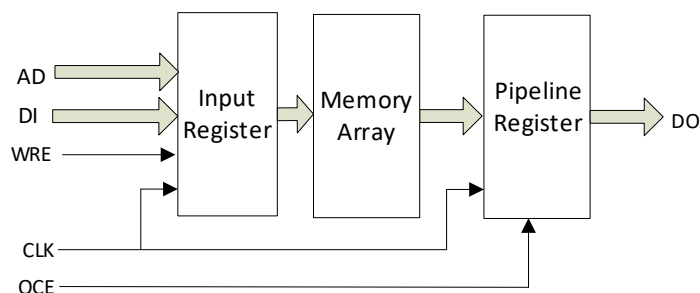 AD
DI
WRE
CLK
OCE
Input
Register
Memory
Array
Pipeline
Register
DO